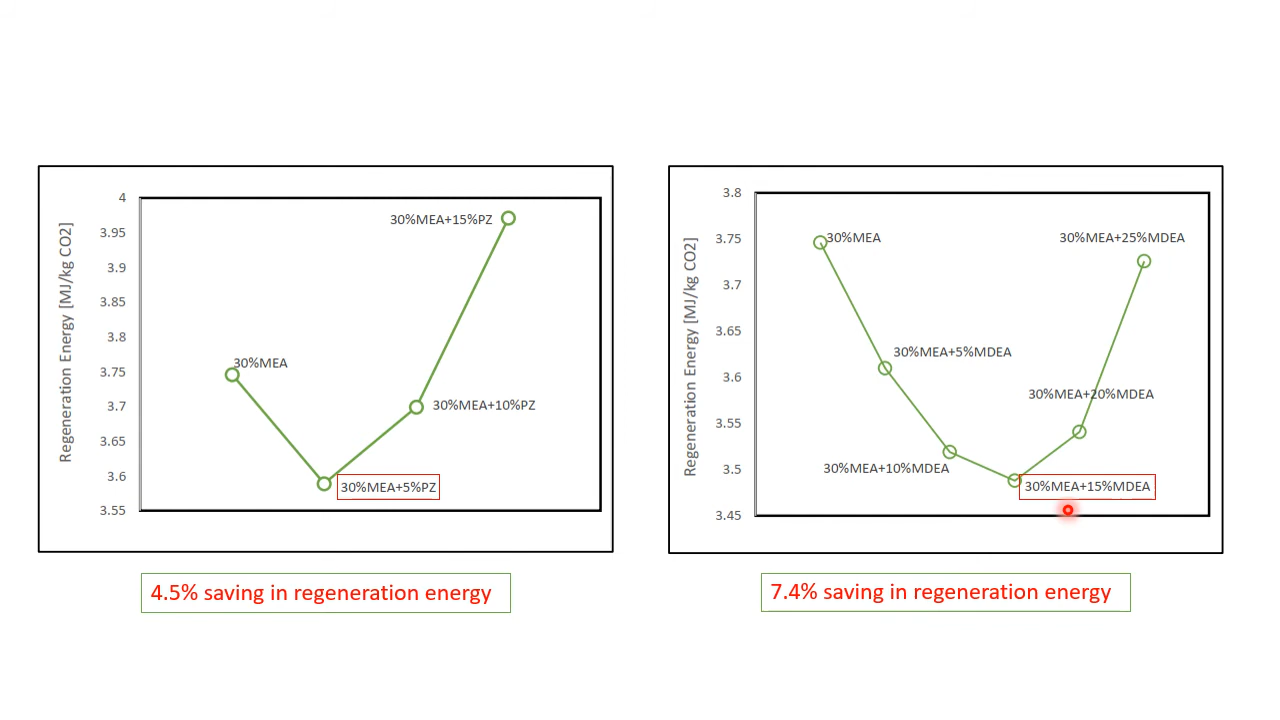 Regeneration Energy [MJ/kg CO2]
4
3.95
3.9
3.85
3.8
3.75
3.7
3.65
3.6
3.55
30%MEA+15%PZ
30%MEA
30%MEA+10%PZ
30%MEA+5%PZ
4.5% saving in regeneration energy
Regeneration Energy [MJ/kg CO2]
3.8
3.75
3.7
3.65
3.6
3.55
3.5
3.45
30%MEA
30%MEA+25%MDEA
30%MEA+5%MDEA
30%MEA+20%MDEA
30%MEA+10%MDEA
30%MEA+15%MDEA
7.4% saving in regeneration energy